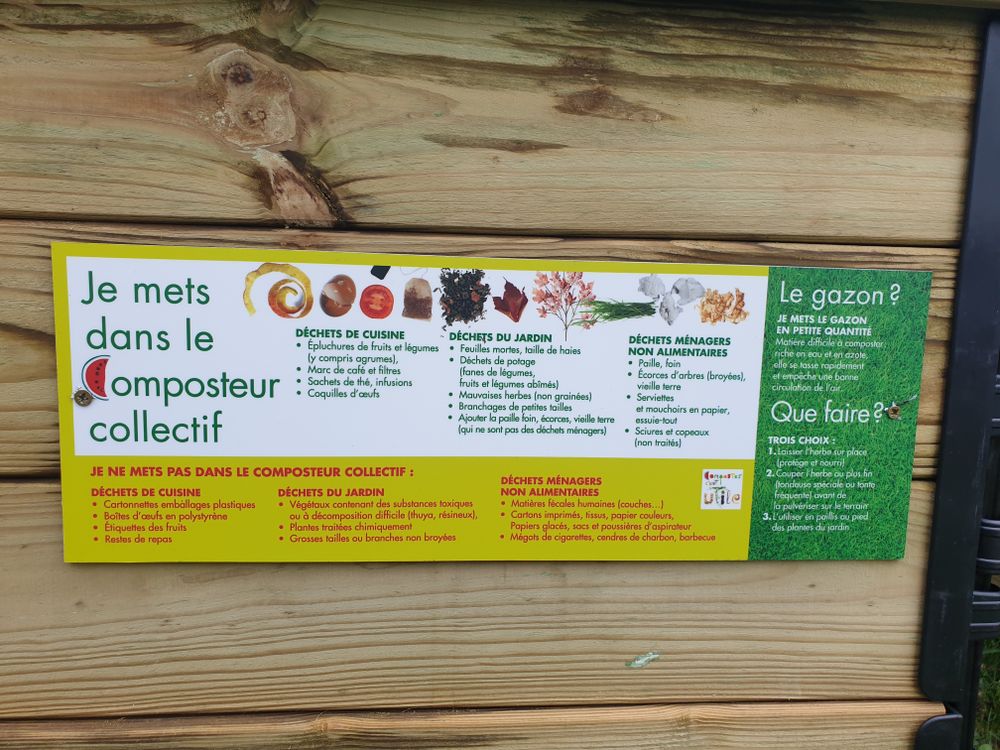 Je mets
dans le
Composteur
collectif
DÉCHETS DE CUISINE
• Épluchures de fruits et légumes
(y compris agrumes),
• Marc de café et filtres
• Sachets de thé, infusions
• Coquilles d'œufs
DÉCHETS DU JARDIN
• Feuilles mortes, taille de haies
• Déchets de potage
(fanes de légumes,
fruits et légumes abîmés)
• Mauvaises herbes (non grainées)
• Branchages de petites tailles
• Ajouter la paille foin, écorces, vieille terre
(qui ne sont pas des déchets ménagers)
DÉCHETS MÉNAGERS
NON ALIMENTAIRES
• Paille, foin
• Écorces d'arbres (broyées),
vieille terre
• Serviettes
et mouchoirs en papier,
essuie-tout
• Sciures et copeaux
(non traités)
JE NE METS PAS DANS LE COMPOSTEUR COLLECTIF :
DÉCHETS DE CUISINE
• Cartonnettes emballages plastiques
• Boîtes d'œufs en polystyrène
• Étiquettes des fruits
• Restes de repas
DÉCHETS DU JARDIN
• Végétaux contenant des substances toxiques
ou à décomposition difficile (thuya, résineux),
• Plantes traitées chimiquement
• Grosses tailles ou branches non broyées
DÉCHETS MÉNAGERS
NON ALIMENTAIRES
• Matières fécales humaines (couches...)
• Cartons imprimés, tissus, papier couleurs,
Papiers glacés, sacs et poussières d'aspirateur
• Mégots de cigarettes, cendres de charbon, barbecue
Composter
c'est
utile
Le gazon ?
JE METS LE GAZON
EN PETITE QUANTITÉ
Matière difficile à composter,
riche en eau et en azote,
elle se tasse rapidement
et empêche une bonne
circulation de l'air.
Que faire ?
TROIS CHOIX :
1. Laisser l'herbe sur place
(protège et nourri)
2. Couper l'herbe au plus fin
(tondeuse spéciale ou tonte
fréquente) avant de
la pulvériser sur le terrain
3. L'utiliser en paillis au pied
des plantes du jardin